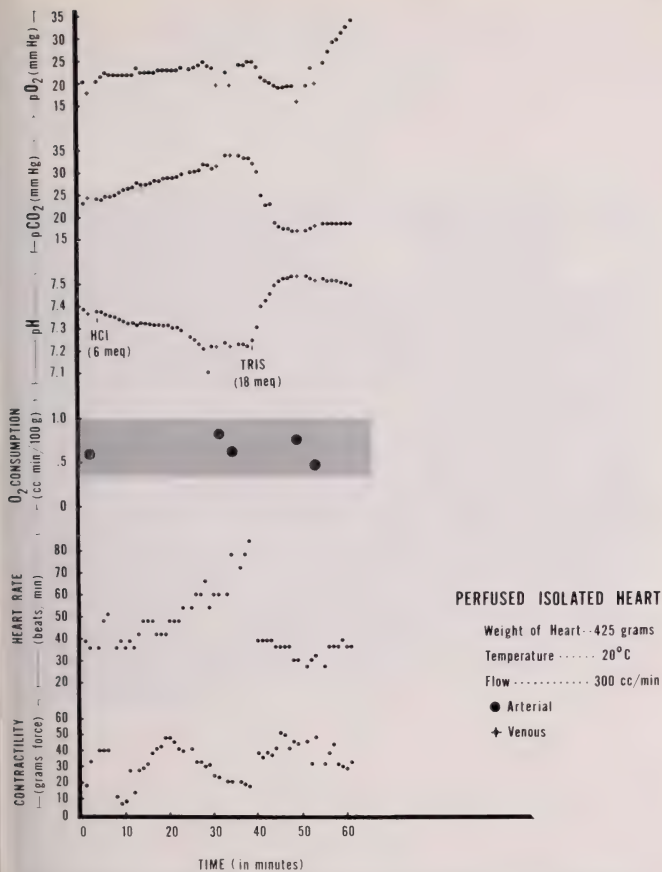 pO2 (mm Hg)
35
30
25
20
15
pCO2 (mm Hg)
35
30
25
20
15
pH
7.5
7.4
7.3
7.2
7.1
HCl
(6 meq)
TRIS
(18 meq)
O2 CONSUMPTION
(cc min/100g)
1.0
.5
0
HEART RATE
(beats, min)
80
70
60
50
40
30
20
CONTRACTILITY
(grams force)
60
50
40
30
20
10
0
0 10 20 30 40 50 60
TIME (in minutes)
PERFUSED ISOLATED HEART
Weight of Heart··425 grams
Temperature ······ 20°C
Flow ············ 300 cc/min
● Arterial
+ Venous